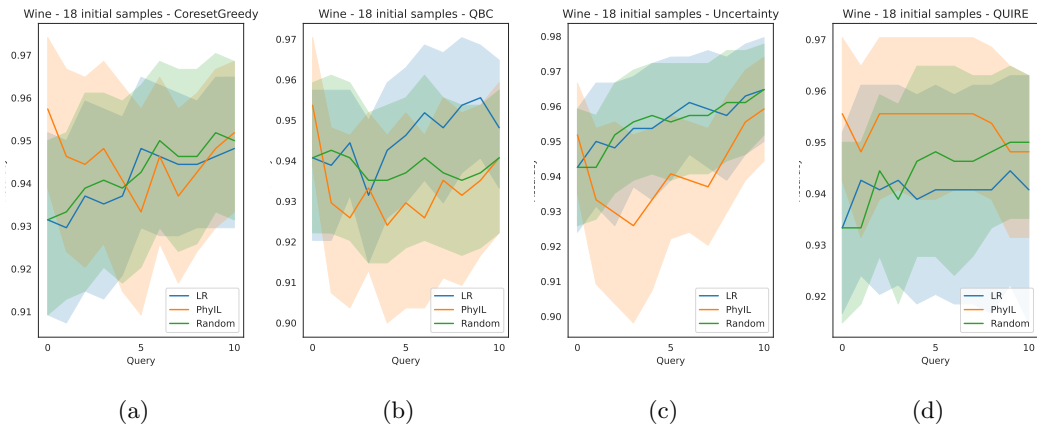 Wine - 18 initial samples - CoresetGreedy
0.97
0.96
0.95
0.94
0.93
0.92
0.91
0
5
10
Query
LR
PhyIL
Random
(a)
Wine - 18 initial samples - QBC
0.97
0.96
0.95
0.94
0.93
0.92
0.91
0.90
0
5
10
Query
LR
PhyIL
Random
(b)
Wine - 18 initial samples - Uncertainty
0.98
0.97
0.96
0.95
0.94
0.93
0.92
0.91
0.90
0
5
10
Query
LR
PhyIL
Random
(c)
Wine - 18 initial samples - QUIRE
0.97
0.96
0.95
0.94
0.93
0.92
0
5
10
Query
LR
PhyIL
Random
(d)